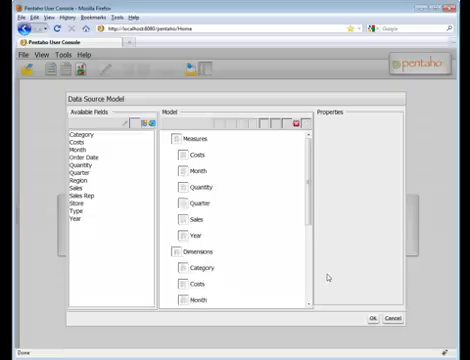 Pentaho User Console - Mozilla Firefox
File Edit View History Bookmarks Tools Help
http://localhost:8080/pentaho/Home
Google
Pentaho User Console
File View Tools Help
pentaho
Data Source Model
Available Fields
Category
Costs
Month
Order Date
Quantity
Quarter
Region
Sales
Sales Rep
Store
Type
Year
Model
Measures
Costs
Month
Quantity
Quarter
Sales
Year
Dimensions
Category
Costs
Month
Properties
OK Cancel
Done